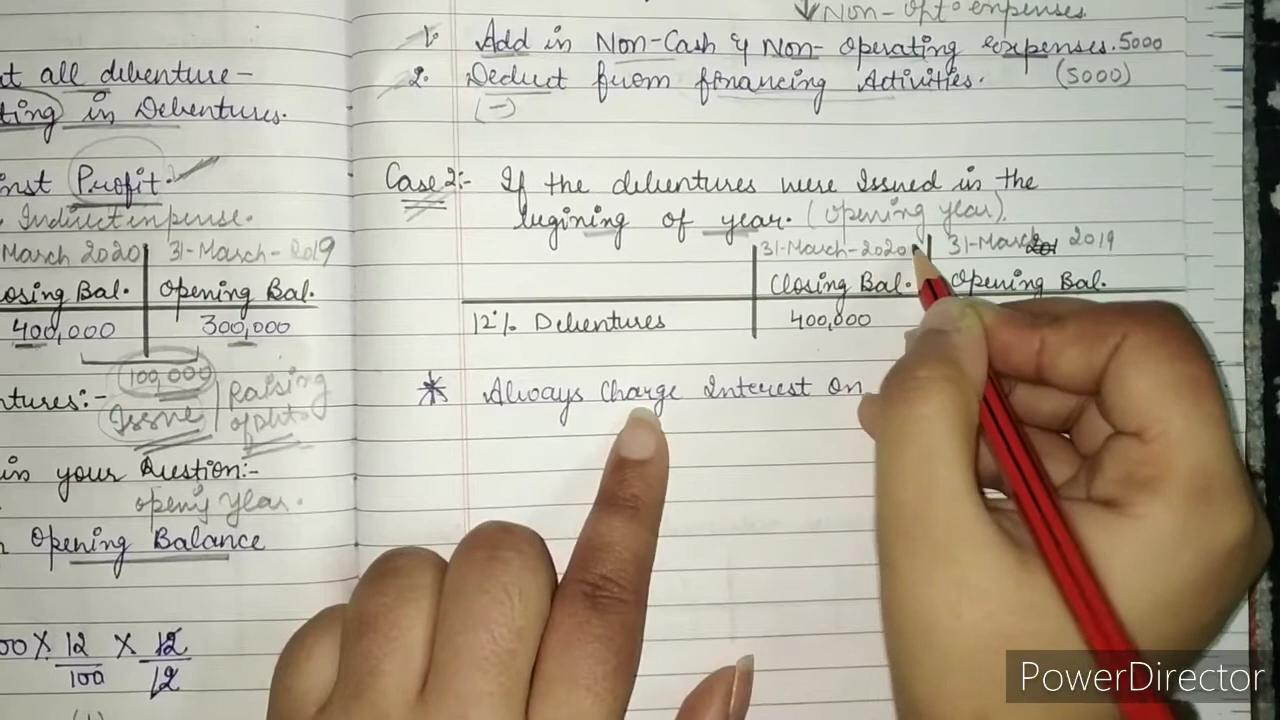 at all debenture-
ting in Debentures.
inst Profit.
Indirect expense.
March 2020 31-March-2019
osing Bal. Opening Bal.
400,000 300,000
100,000
ntures:-
Issue Raising
in your Question:-
year.
Opening Balance
00 X 12/100 X 12/12
Non-opt° expenses
1. Add in Non-Cash & Non-Operating expenses. 5000
2. Deduct from financing Activities. (5000)
(-)
Case 2:- If the debentures were Issued in the
begining of year. (opening year).
31-March-2020 31-March 2019
Closing Bal. Opening Bal.
12% Debentures 400,000
* Always Charge Interest On
PowerDirector